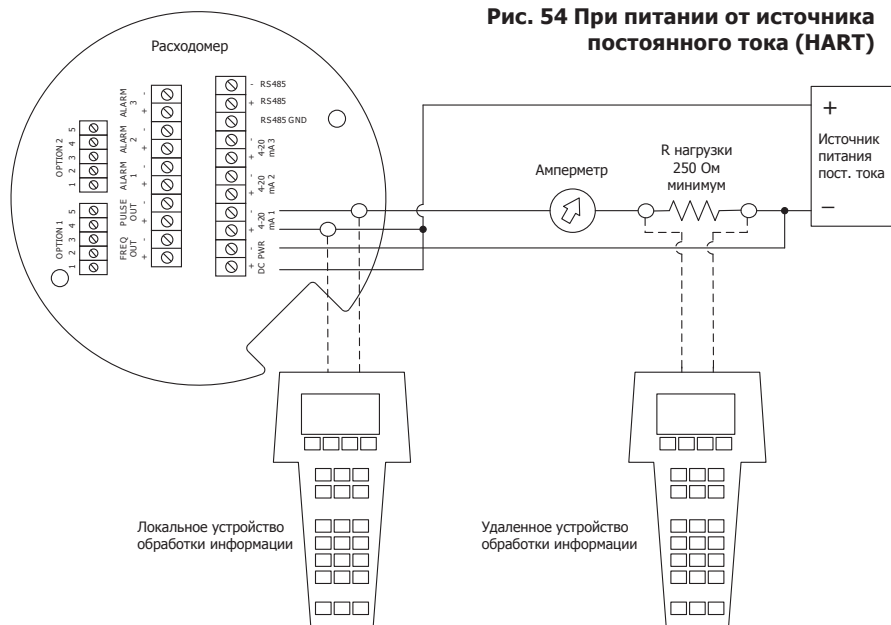 Рис. 54 При питании от источника
постоянного тока (HART)
Расходомер
- RS485
+ RS485
RS485 GND
- +
4-20
mA 3
- +
4-20
mA 2
- +
4-20
mA 1
- +
DC PWR
ALARM
3
- +
ALARM
2
- +
ALARM
1
- +
PULSE
OUT
- +
FREQ
OUT
- +
OPTION 2
5
4
3
2
1
OPTION 1
5
4
3
2
1
Амперметр
R нагрузки
250 Ом
минимум
+
Источник
питания
пост. тока
–
Локальное устройство
обработки информации
Удаленное устройство
обработки информации